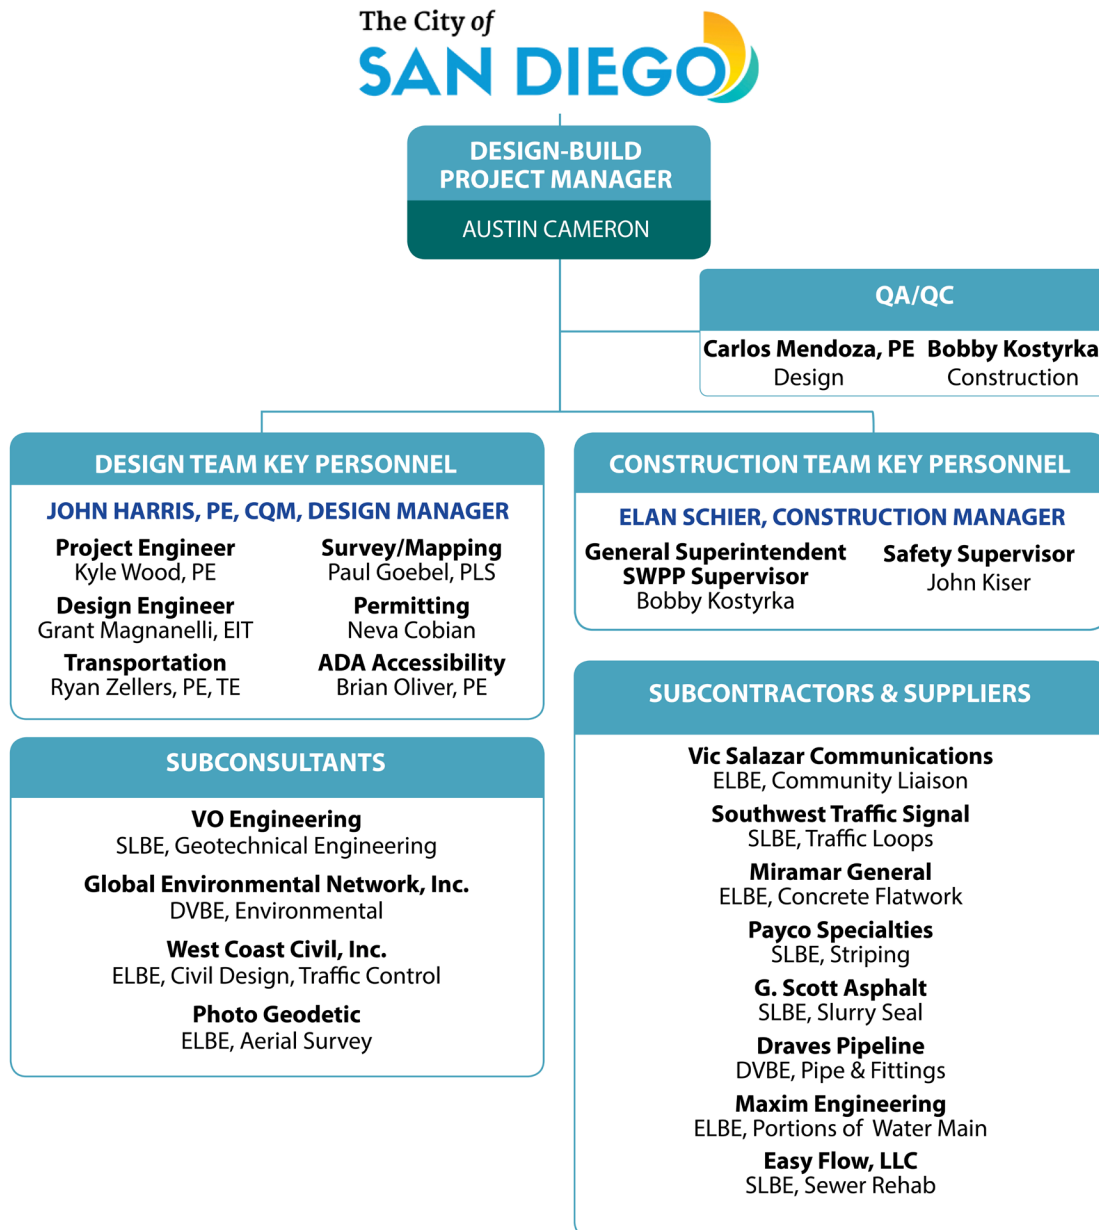 The City of
SAN DIEGO
DESIGN-BUILD
PROJECT MANAGER
AUSTIN CAMERON
QA/QC
Carlos Mendoza, PE
Design
Bobby Kostyrka
Construction
DESIGN TEAM KEY PERSONNEL
JOHN HARRIS, PE, CQM, DESIGN MANAGER
Project Engineer
Kyle Wood, PE
Design Engineer
Grant Magnanelli, EIT
Transportation
Ryan Zellers, PE, TE
Survey/Mapping
Paul Goebel, PLS
Permitting
Neva Cobian
ADA Accessibility
Brian Oliver, PE
CONSTRUCTION TEAM KEY PERSONNEL
ELAN SCHIER, CONSTRUCTION MANAGER
General Superintendent
SWPP Supervisor
Bobby Kostyrka
Safety Supervisor
John Kiser
SUBCONSULTANTS
VO Engineering
SLBE, Geotechnical Engineering
Global Environmental Network, Inc.
DVBE, Environmental
West Coast Civil, Inc.
ELBE, Civil Design, Traffic Control
Photo Geodetic
ELBE, Aerial Survey
SUBCONTRACTORS & SUPPLIERS
Vic Salazar Communications
ELBE, Community Liaison
Southwest Traffic Signal
SLBE, Traffic Loops
Miramar General
ELBE, Concrete Flatwork
Payco Specialties
SLBE, Striping
G. Scott Asphalt
SLBE, Slurry Seal
Draves Pipeline
DVBE, Pipe & Fittings
Maxim Engineering
ELBE, Portions of Water Main
Easy Flow, LLC
SLBE, Sewer Rehab